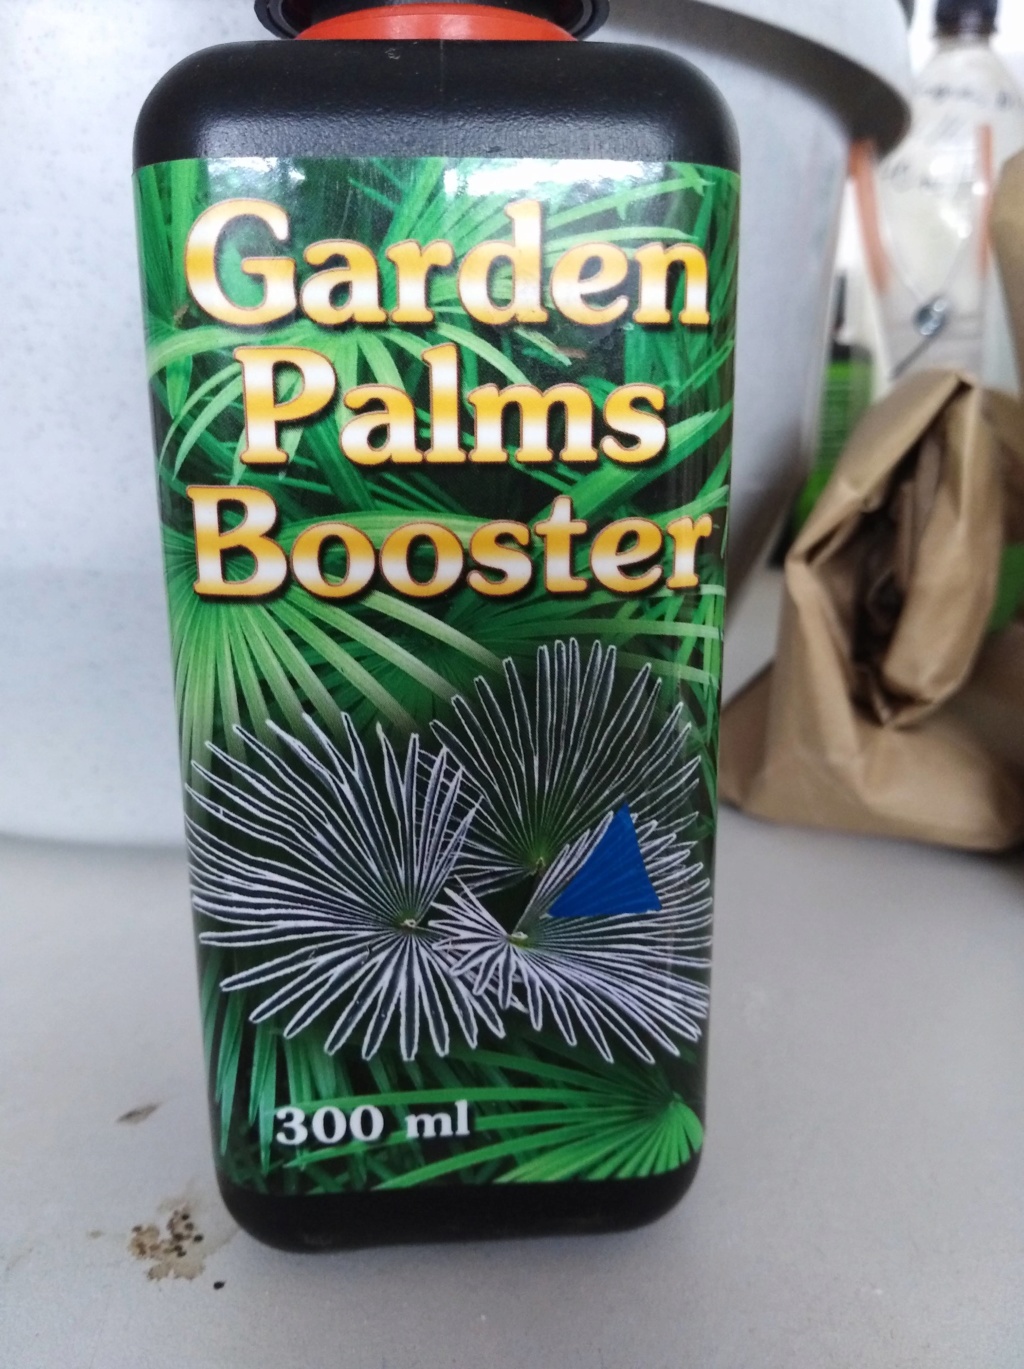 Garden
Palms
Booster
300 ml